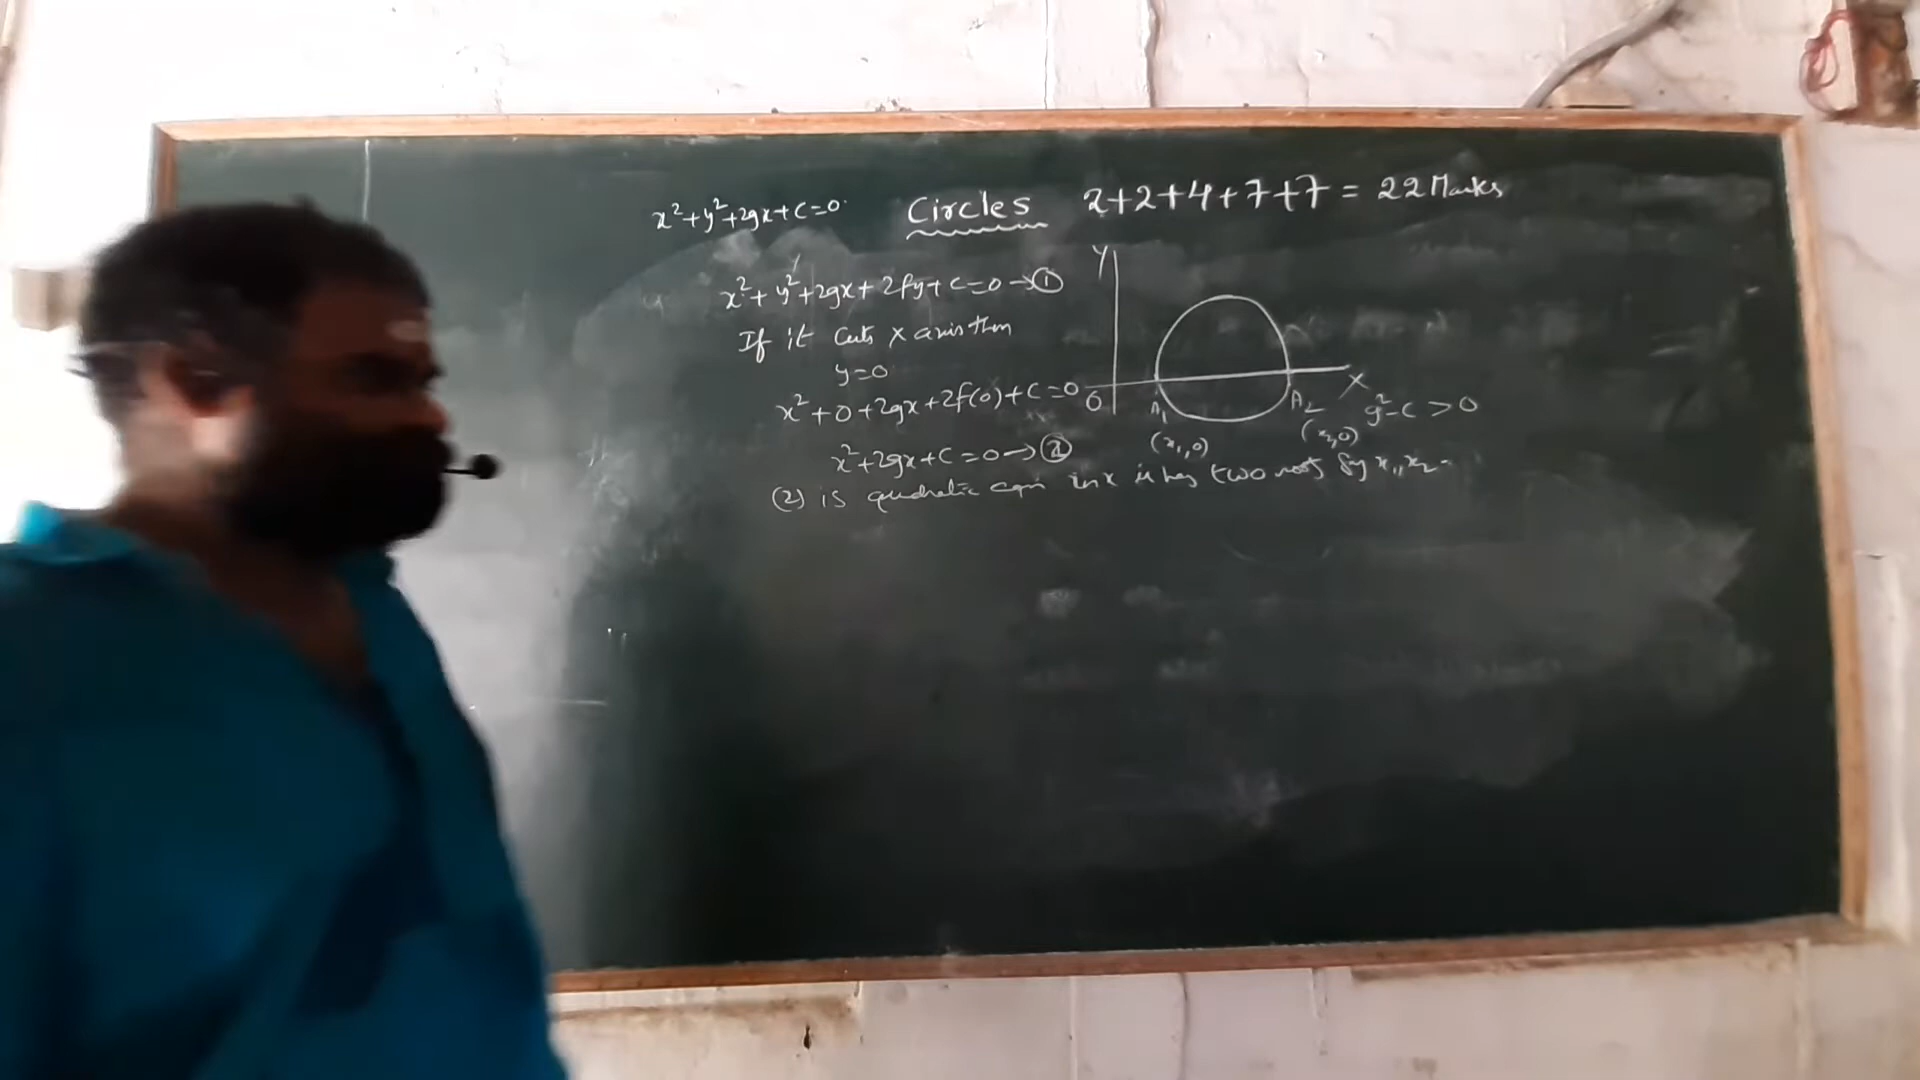 x²+y²+2gx+c=0 Circles 2+2+4+7+7 = 22 Marks
x²+y²+2gx+2fy+c=0→①
If it cuts x axis then
y=0
x²+0+2gx+2f(0)+c=0
x²+2gx+c=0→②
(2) is quadratic eqn in x it has two roots say x₁,x₂
Y
O
X
A₁
(x₁,0)
A₂
(x₂,0)
g²-c>0